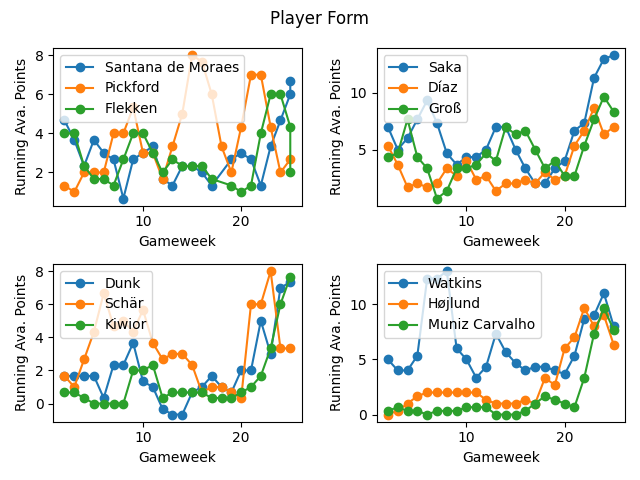 Player Form
8
6
4
2
Running Ava. Points
10
20
Gameweek
Santana de Moraes
Pickford
Flekken
10
5
Running Ava. Points
10
20
Gameweek
Saka
Díaz
Groß
8
6
4
2
0
Running Ava. Points
10
20
Gameweek
Dunk
Schär
Kiwior
10
5
0
Running Ava. Points
10
20
Gameweek
Watkins
Højlund
Muniz Carvalho